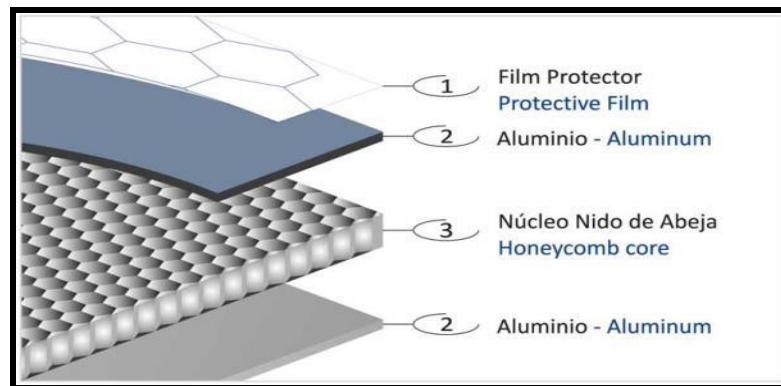 1
Film Protector
Protective Film
2
Aluminio - Aluminum
3
Núcleo Nido de Abeja
Honeycomb core
2
Aluminio - Aluminum